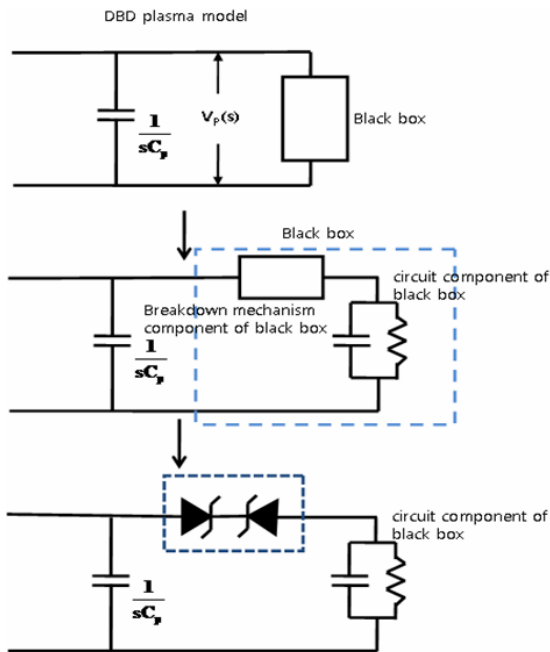 DBD plasma model
1
sCp
Vp(s)
Black box
Black box
circuit component of
black box
Breakdown mechanism
component of black box
1
sCp
circuit component of
black box
1
sCp